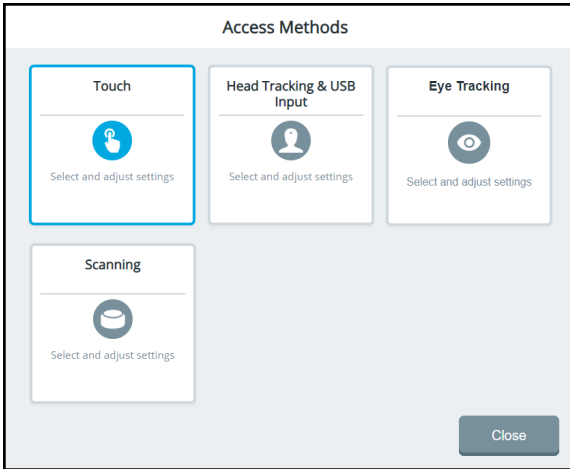 Access Methods
Touch
Select and adjust settings
Head Tracking & USB
Input
Select and adjust settings
Eye Tracking
Select and adjust settings
Scanning
Select and adjust settings
Close